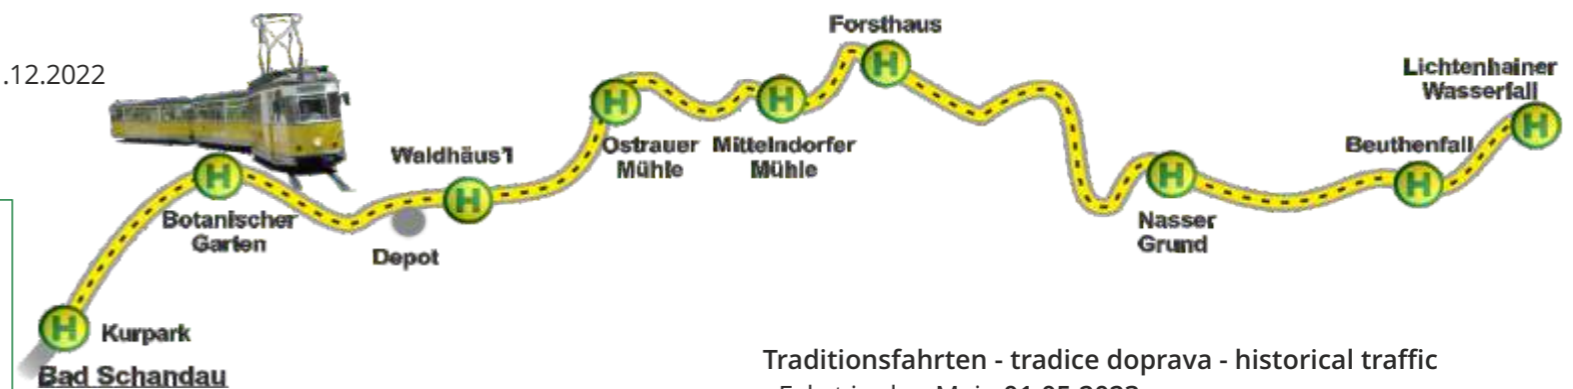 .12.2022
Forsthaus
Lichtenhainer
Wasserfall
Waldhäus'l
Ostrauer
Mühle
Mittelndorfer
Mühle
Beuthenfall
Botanischer
Garten
Depot
Nasser
Grund
Kurpark
Bad Schandau
H
H
H
H
H
H
H
H
H
Traditionsfahrten - tradice doprava - historical traffic